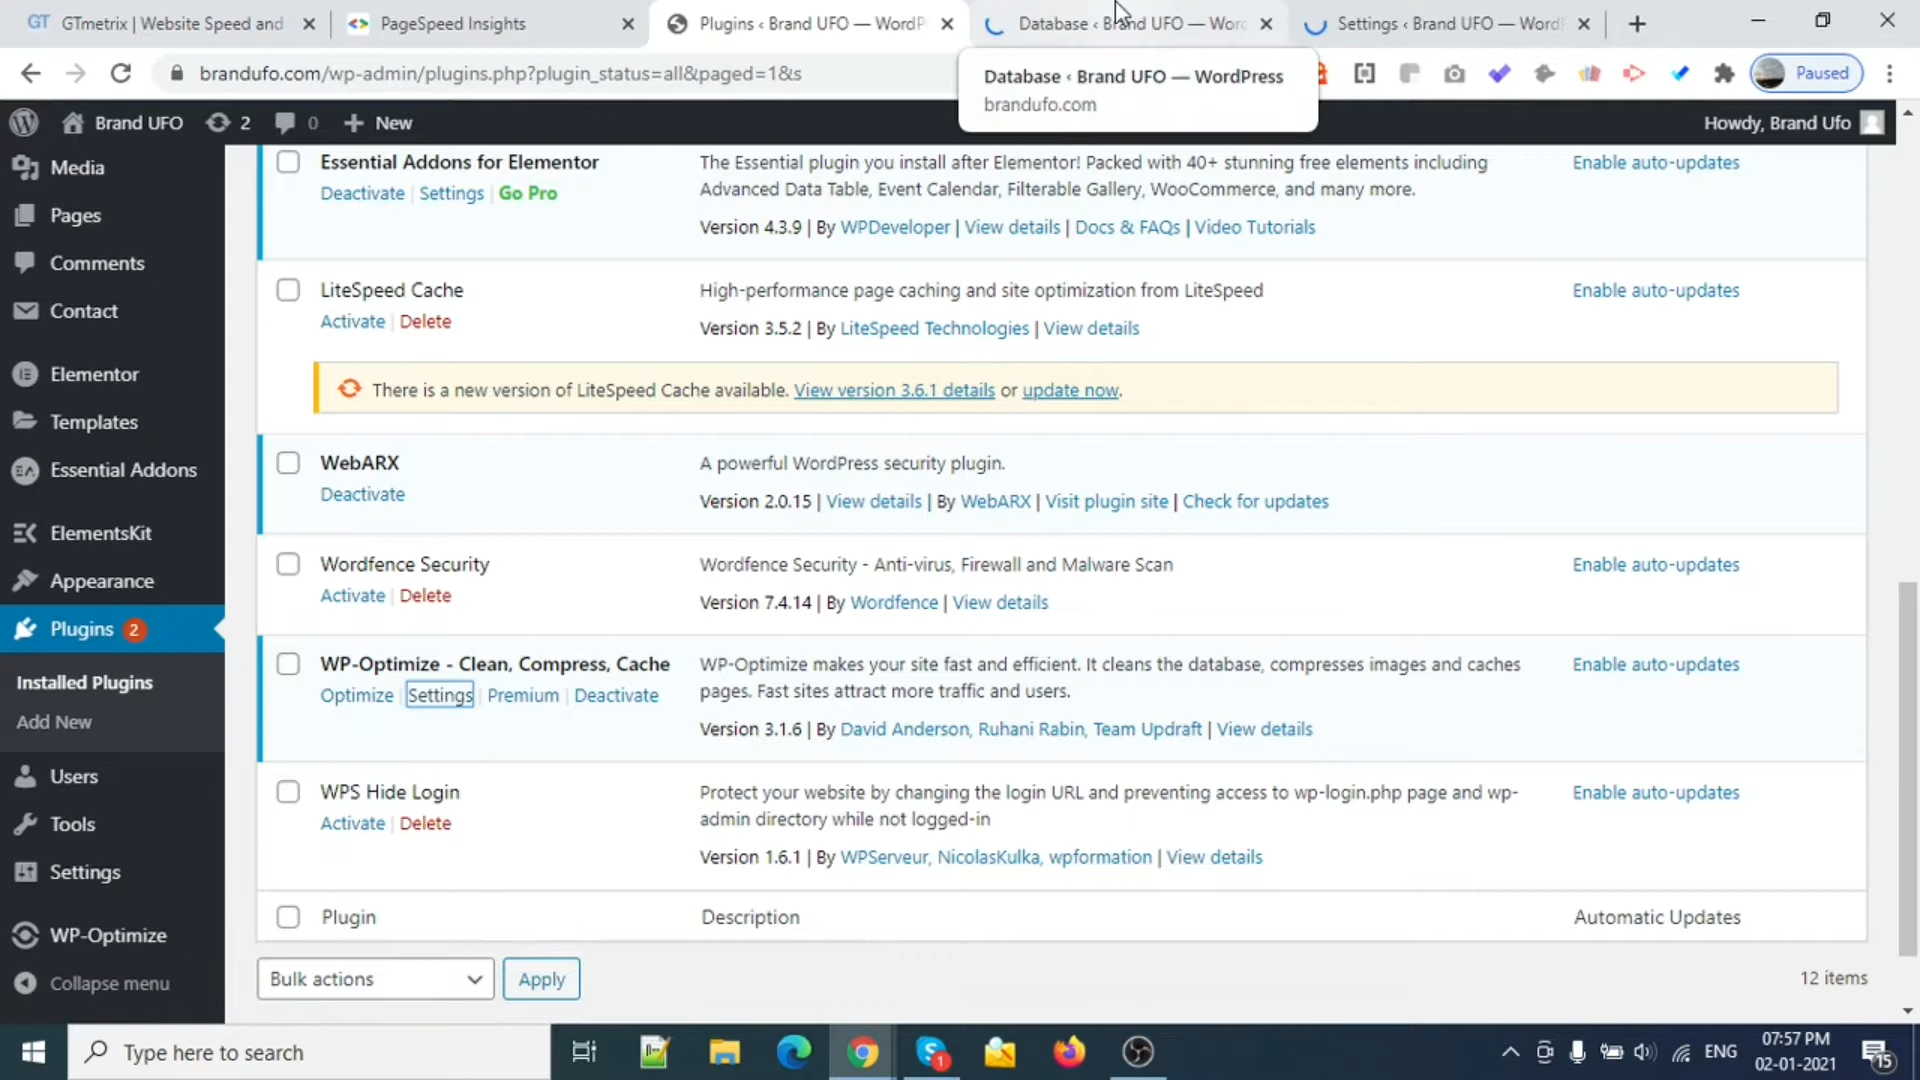 GT GTmetrix | Website Speed and
PageSpeed Insights
Plugins ‹ Brand UFO — WordP
Database ‹ Brand UFO — Word
Settings ‹ Brand UFO — WordP
brandufo.com/wp-admin/plugins.php?plugin_status=all&paged=1&s
Paused
Database ‹ Brand UFO — WordPress
brandufo.com
Brand UFO
2
0
New
Howdy, Brand Ufo
Media
Pages
Comments
Contact
Elementor
Templates
Essential Addons
ElementsKit
Appearance
Plugins 2
Installed Plugins
Add New
Users
Tools
Settings
WP-Optimize
Collapse menu
Essential Addons for Elementor
Deactivate | Settings | Go Pro
The Essential plugin you install after Elementor! Packed with 40+ stunning free elements including
Advanced Data Table, Event Calendar, Filterable Gallery, WooCommerce, and many more.
Version 4.3.9 | By WPDeveloper | View details | Docs & FAQs | Video Tutorials
Enable auto-updates
LiteSpeed Cache
Activate | Delete
High-performance page caching and site optimization from LiteSpeed
Version 3.5.2 | By LiteSpeed Technologies | View details
Enable auto-updates
There is a new version of LiteSpeed Cache available. View version 3.6.1 details or update now.
WebARX
Deactivate
A powerful WordPress security plugin.
Version 2.0.15 | View details | By WebARX | Visit plugin site | Check for updates
Wordfence Security
Activate | Delete
Wordfence Security - Anti-virus, Firewall and Malware Scan
Version 7.4.14 | By Wordfence | View details
Enable auto-updates
WP-Optimize - Clean, Compress, Cache
Optimize | Settings | Premium | Deactivate
WP-Optimize makes your site fast and efficient. It cleans the database, compresses images and caches
pages. Fast sites attract more traffic and users.
Version 3.1.6 | By David Anderson, Ruhani Rabin, Team Updraft | View details
Enable auto-updates
WPS Hide Login
Activate | Delete
Protect your website by changing the login URL and preventing access to wp-login.php page and wp-
admin directory while not logged-in
Version 1.6.1 | By WPServeur, NicolasKulka, wpformation | View details
Enable auto-updates
Plugin
Description
Automatic Updates
Bulk actions
Apply
12 items
Type here to search
1
ENG
07:57 PM
02-01-2021
15